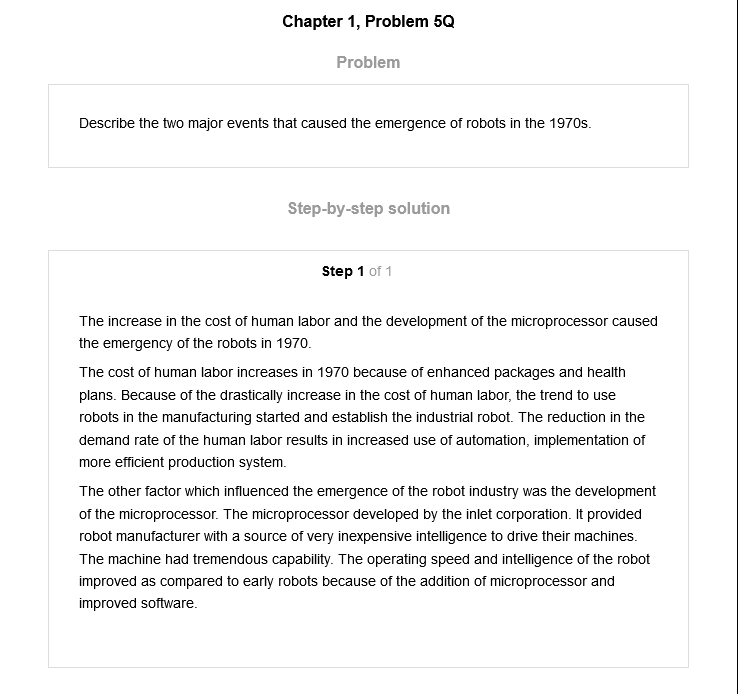 Chapter 1, Problem 5Q
Problem
Describe the two major events that caused the emergence of robots in the 1970s.
Step-by-step solution
Step 1 of 1
The increase in the cost of human labor and the development of the microprocessor caused
the emergency of the robots in 1970.
The cost of human labor increases in 1970 because of enhanced packages and health
plans. Because of the drastically increase in the cost of human labor, the trend to use
robots in the manufacturing started and establish the industrial robot. The reduction in the
demand rate of the human labor results in increased use of automation, implementation of
more efficient production system.
The other factor which influenced the emergence of the robot industry was the development
of the microprocessor. The microprocessor developed by the inlet corporation. It provided
robot manufacturer with a source of very inexpensive intelligence to drive their machines.
The machine had tremendous capability. The operating speed and intelligence of the robot
improved as compared to early robots because of the addition of microprocessor and
improved software.